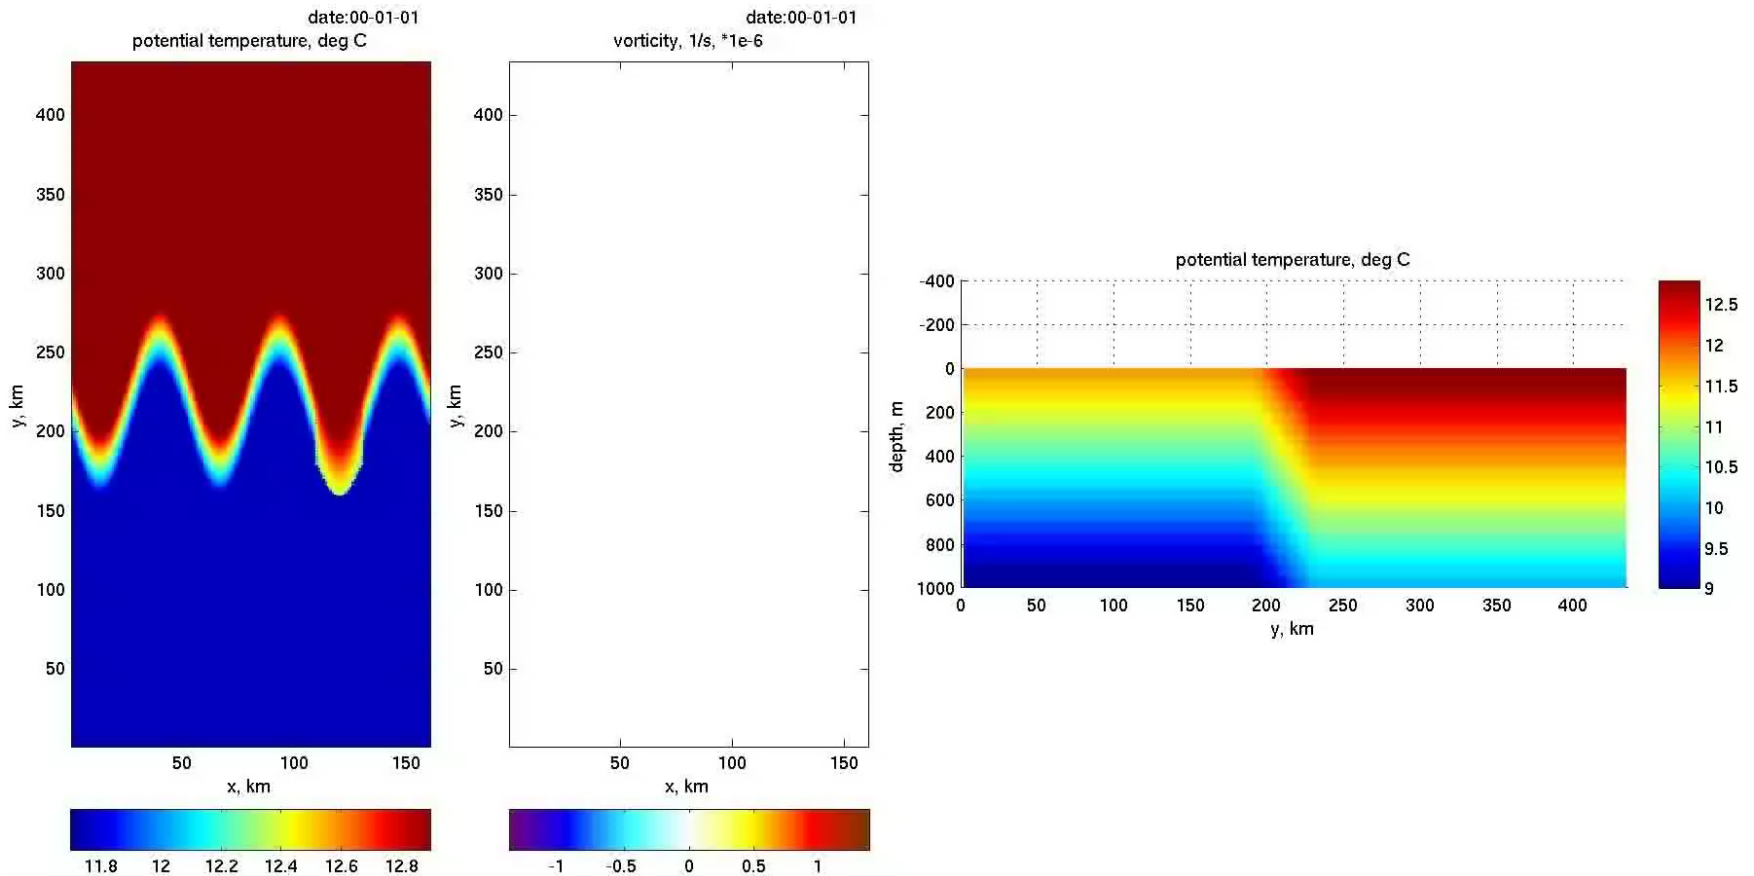 date:00-01-01
potential temperature, deg C
400
350
300
250
200
150
100
50
y, km
50 100 150
x, km
11.8 12 12.2 12.4 12.6 12.8
date:00-01-01
vorticity, 1/s, *1e-6
400
350
300
250
200
150
100
50
y, km
50 100 150
x, km
-1 -0.5 0 0.5 1
potential temperature, deg C
-400
-200
0
200
400
600
800
1000
depth, m
0 50 100 150 200 250 300 350 400
y, km
12.5
12
11.5
11
10.5
10
9.5
9